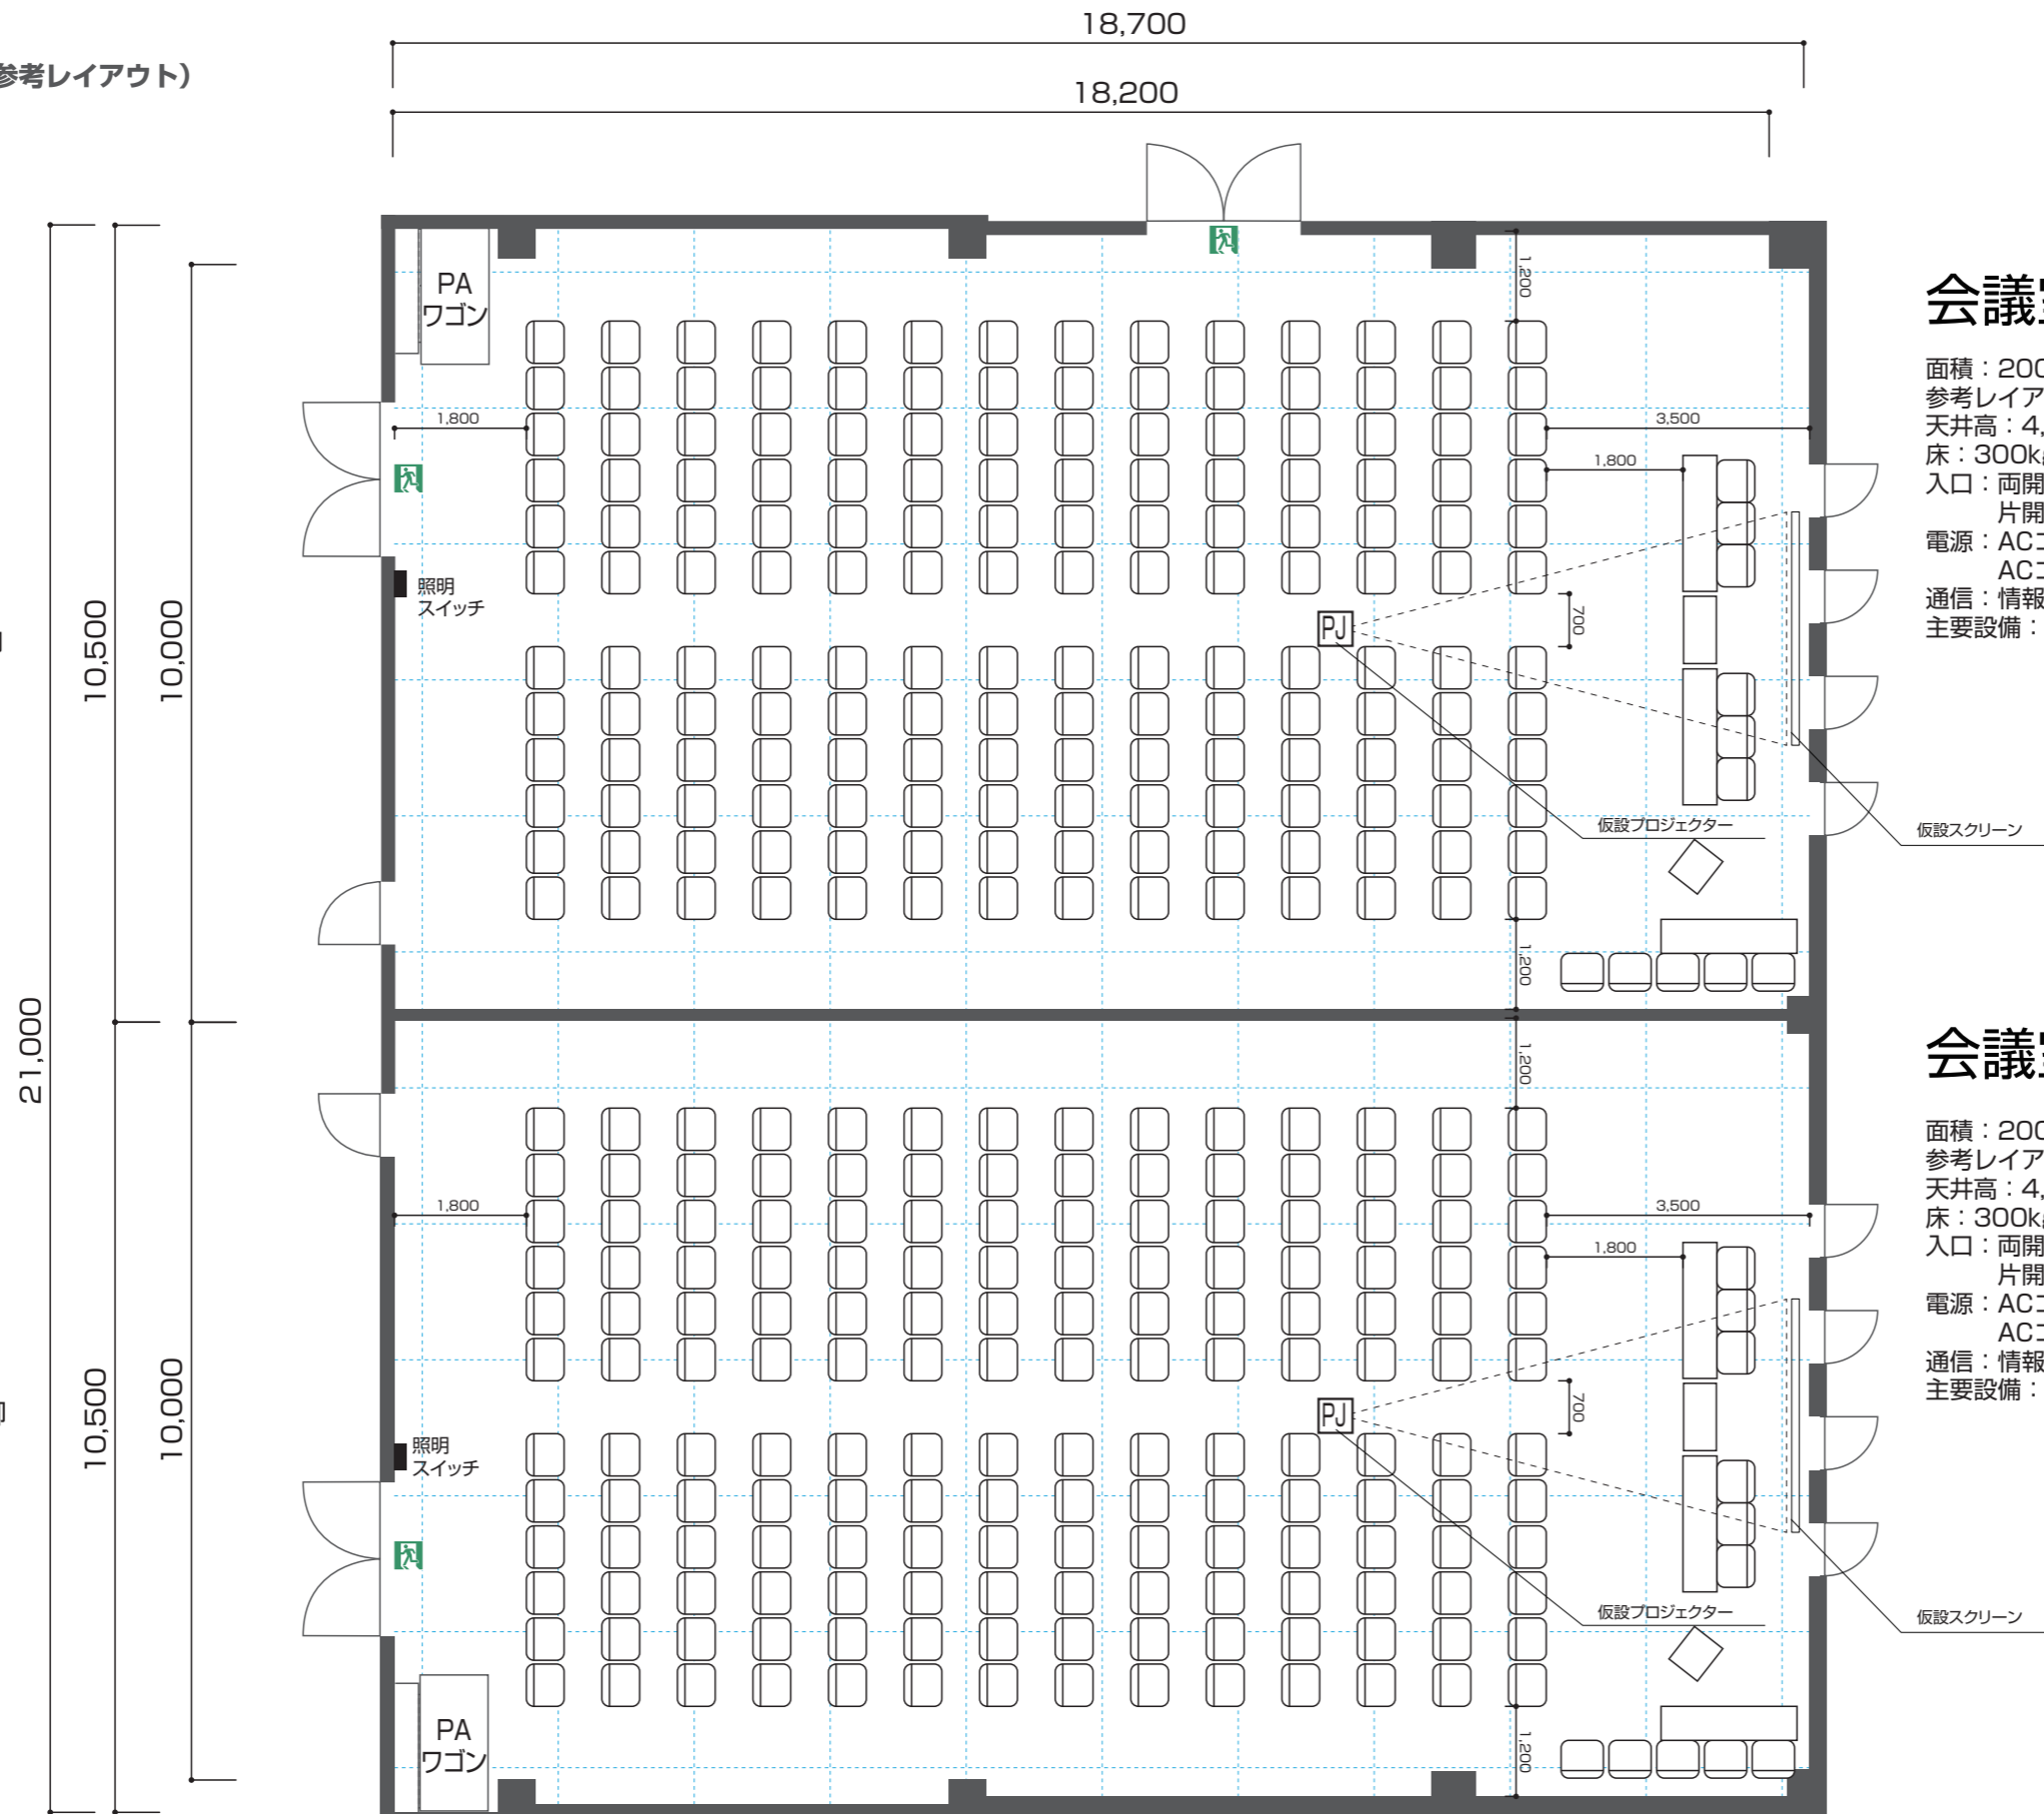 参考レイアウト）
18,700
18,200
PA
ワゴン
1,200
1,800
3,500
1,800
照明
スイッチ
PJ
700
仮設プロジェクター
仮設スクリーン
1,200
10,500
10,000
21,000
会議
面積：200
参考レイア
天井高：4,
床：300k
入口：両開
片開
電源：AC
AC
通信：情報
主要設備：
1,200
1,800
3,500
1,800
照明
スイッチ
PJ
700
仮設プロジェクター
仮設スクリーン
PA
ワゴン
1,200
10,500
10,000
会議
面積：200
参考レイア
天井高：4,
床：300k
入口：両開
片開
電源：AC
AC
通信：情報
主要設備：